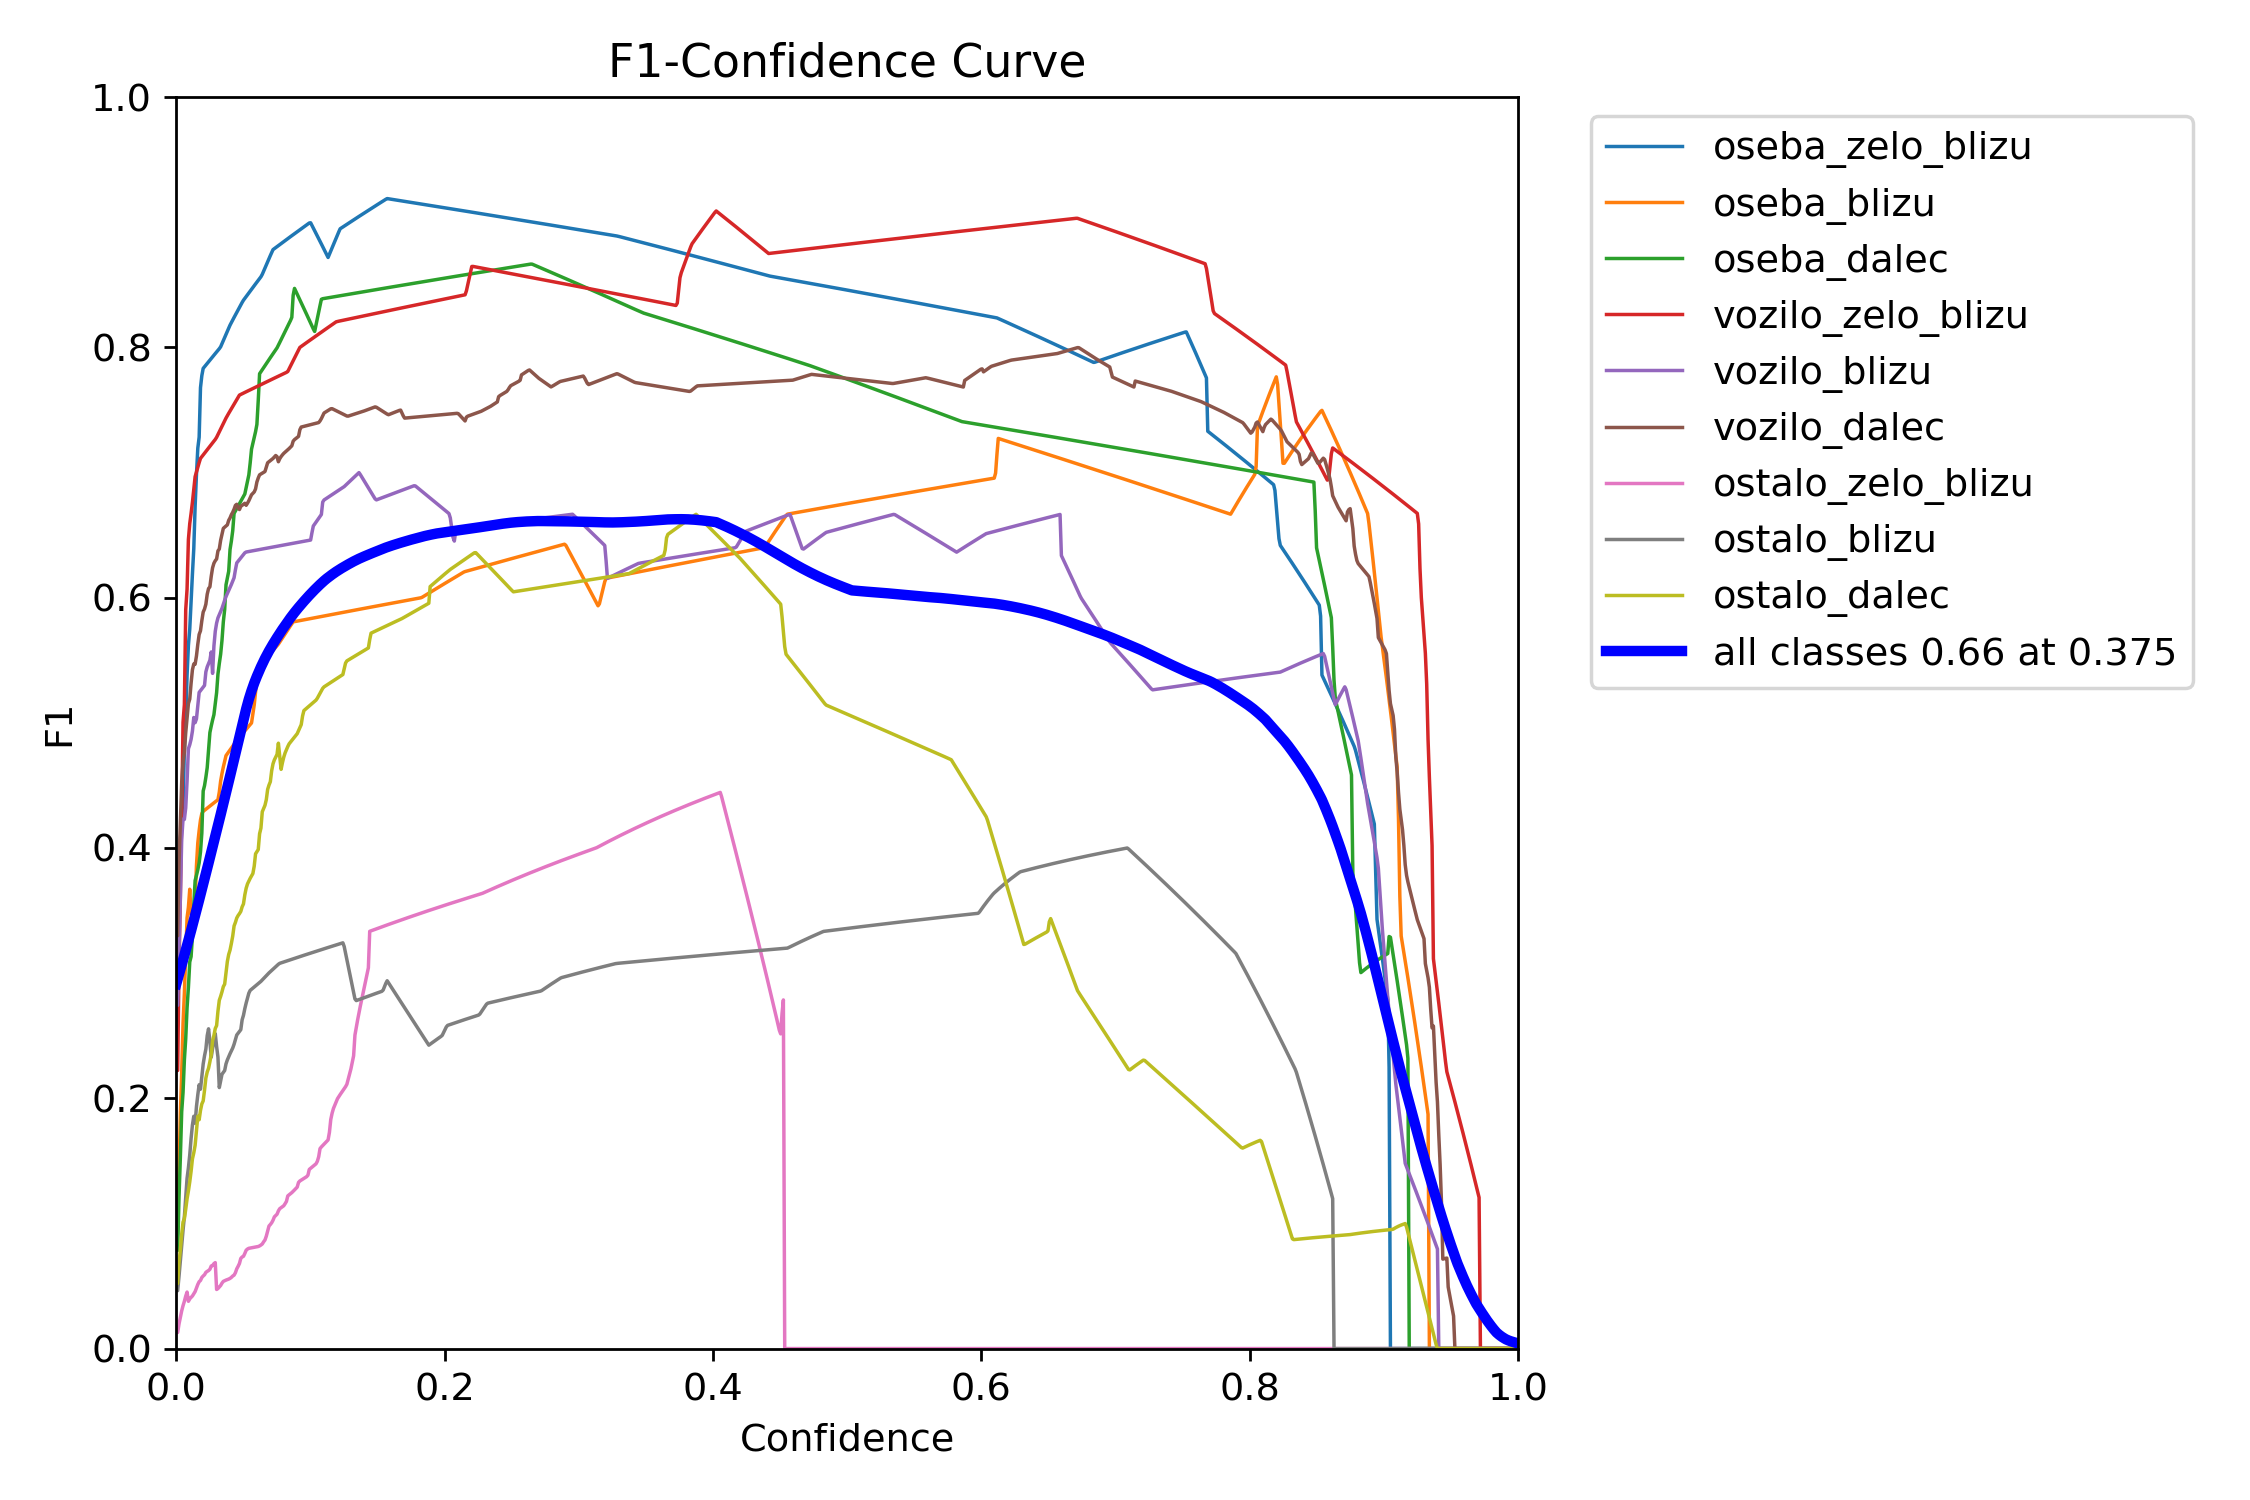 F1-Confidence Curve
1.0
0.8
0.6
0.4
0.2
0.0
F1
0.0 0.2 0.4 0.6 0.8 1.0
Confidence
oseba_zelo_blizu
oseba_blizu
oseba_dalec
vozilo_zelo_blizu
vozilo_blizu
vozilo_dalec
ostalo_zelo_blizu
ostalo_blizu
ostalo_dalec
all classes 0.66 at 0.375